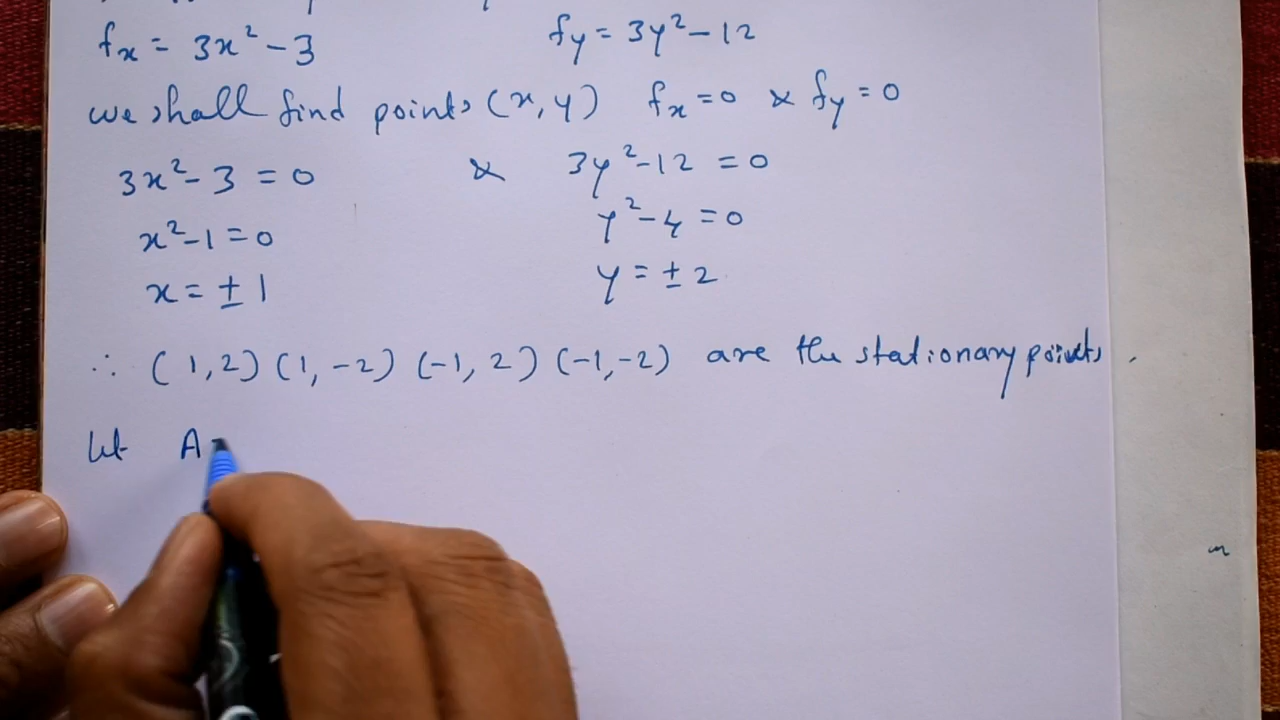 fx = 3x² - 3 fy = 3y² - 12
we shall find points (x, y) fx = 0 & fy = 0
3x² - 3 = 0 & 3y² - 12 = 0
x² - 1 = 0 y² - 4 = 0
x = ± 1 y = ± 2
∴ (1, 2) (1, -2) (-1, 2) (-1, -2) are the stationary points.
Let A